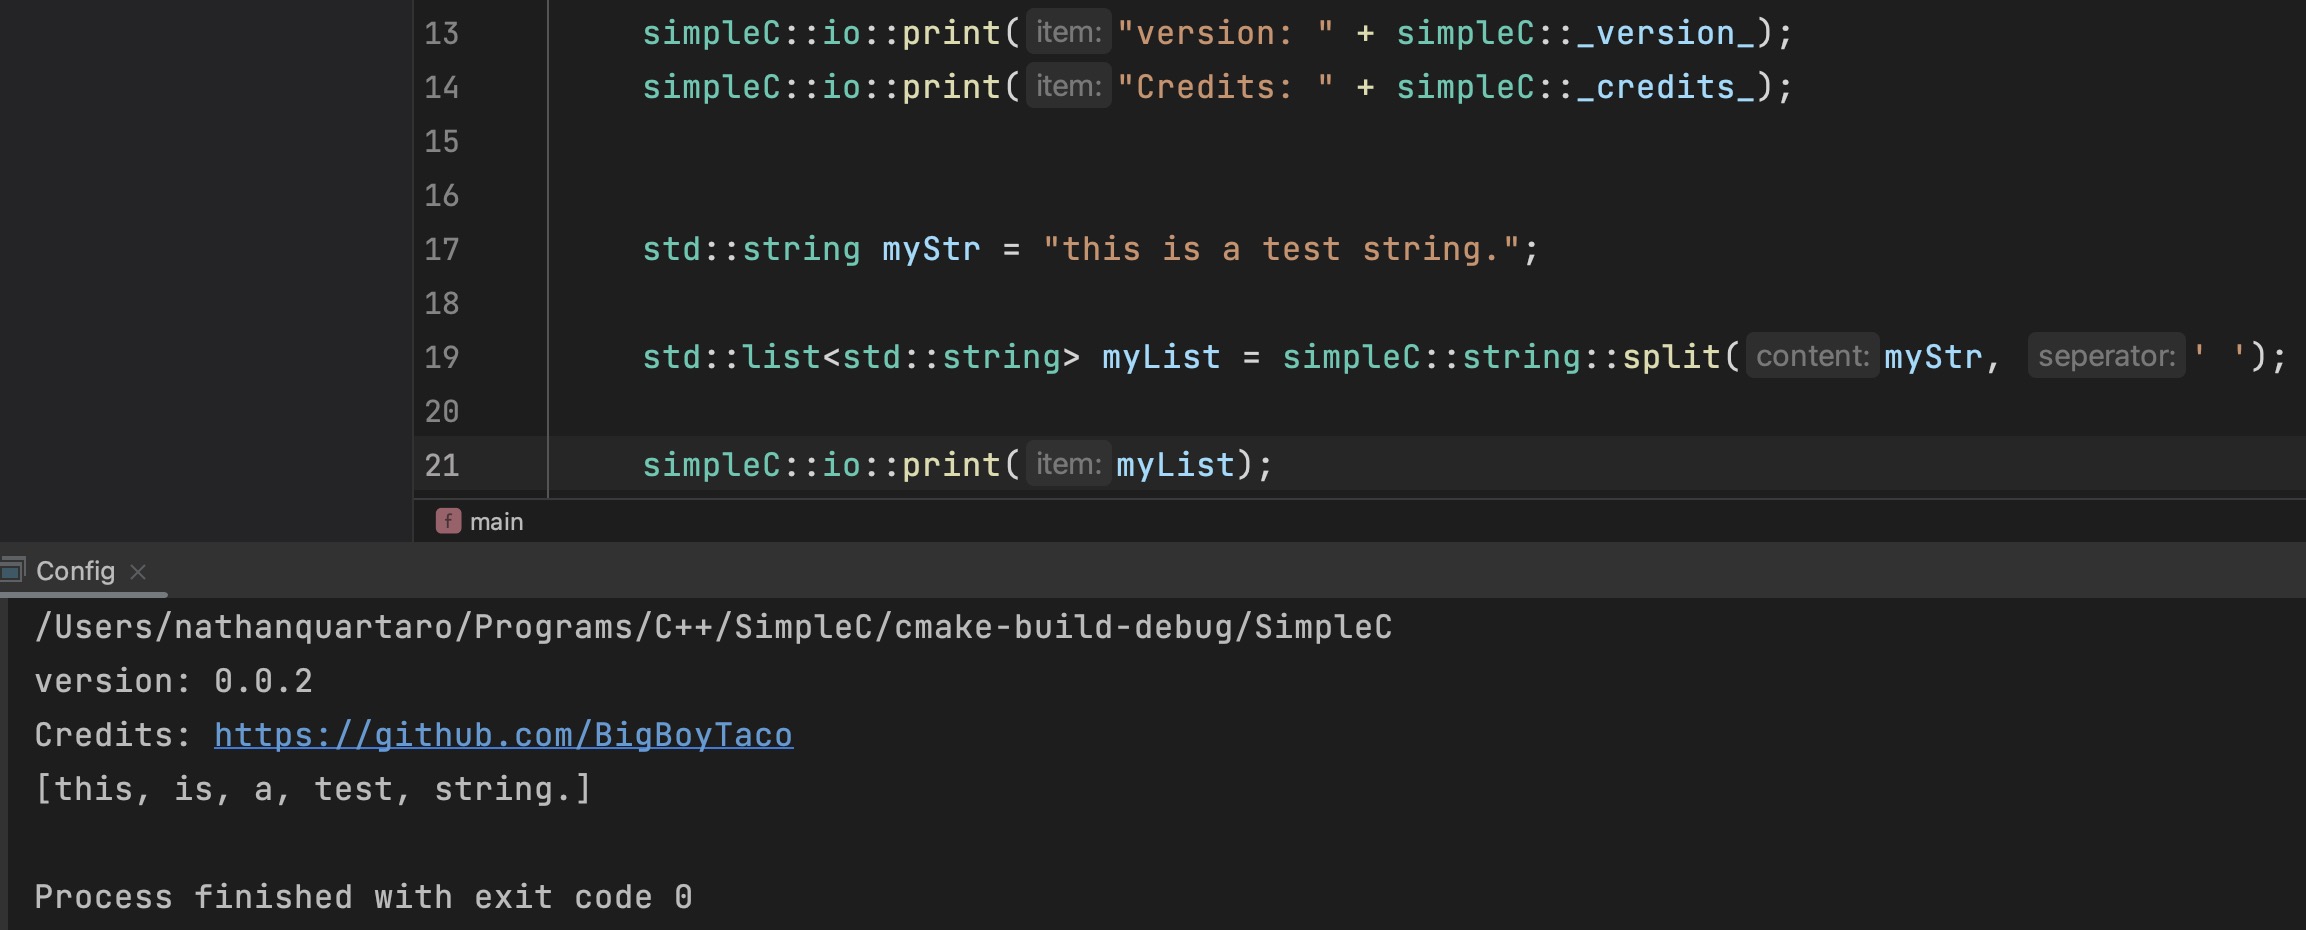 13 simpleC::io::print( item: "version: " + simpleC::_version_);
14 simpleC::io::print( item: "Credits: " + simpleC::_credits_);
15
16
17 std::string myStr = "this is a test string.";
18
19 std::list<std::string> myList = simpleC::string::split( content: myStr, seperator: ' ');
20
21 simpleC::io::print( item: myList);
f main
Config ×
/Users/nathanquartaro/Programs/C++/SimpleC/cmake-build-debug/SimpleC
version: 0.0.2
Credits: https://github.com/BigBoyTaco
[this, is, a, test, string.]
Process finished with exit code 0